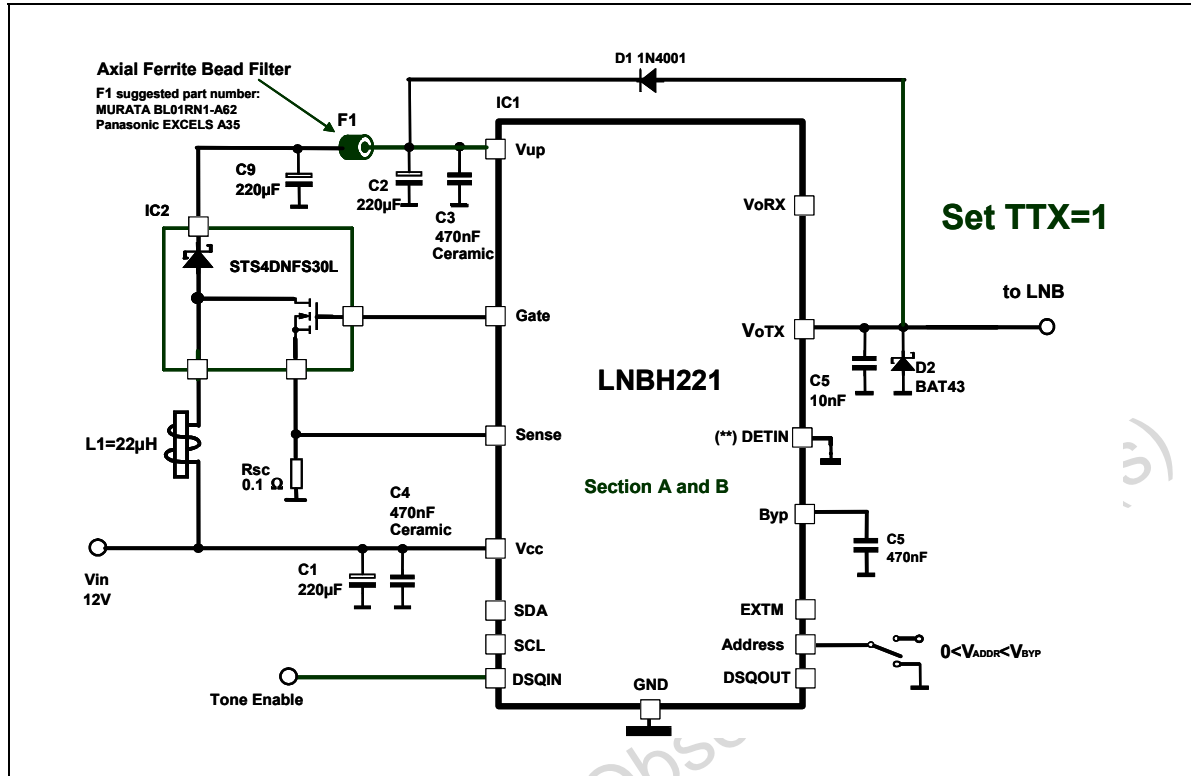 D1 1N4001
Axial Ferrite Bead Filter
F1 suggested part number:
MURATA BL01RN1-A62
Panasonic EXCELS A35
F1
IC1
Vup
C9
220µF
C2
220µF
C3
470nF
Ceramic
IC2
STS4DNFS30L
VoRX
Set TTX=1
to LNB
Gate
VoTX
LNBH221
C5
10nF
D2
BAT43
L1=22µH
Sense
(**) DETIN
Rsc
0.1 Ω
Section A and B
C4
470nF
Ceramic
Byp
C5
470nF
Vcc
Vin
12V
C1
220µF
SDA
EXTM
SCL
Address
0<VADDR<VBYP
DSQIN
DSQOUT
Tone Enable
GND
Obs
s)